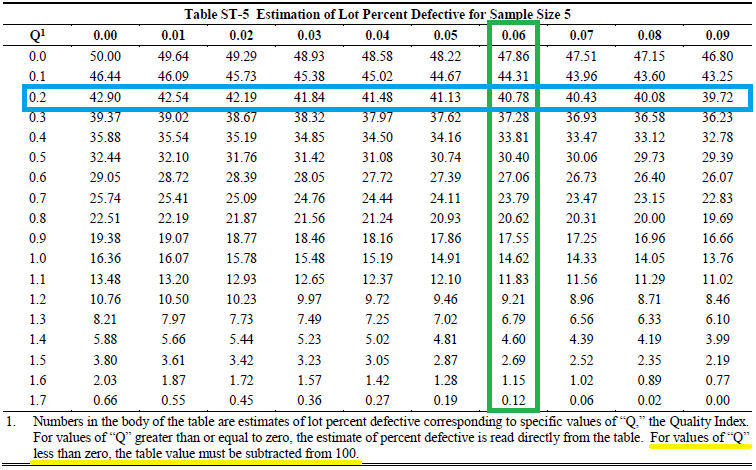 Table ST-5 Estimation of Lot Percent Defective for Sample Size 5
Q1 0.00 0.01 0.02 0.03 0.04 0.05 0.06 0.07 0.08 0.09
0.0 50.00 49.64 49.29 48.93 48.58 48.22 47.86 47.51 47.15 46.80
0.1 46.44 46.09 45.73 45.38 45.02 44.67 44.31 43.96 43.60 43.25
0.2 42.90 42.54 42.19 41.84 41.48 41.13 40.78 40.43 40.08 39.72
0.3 39.37 39.02 38.67 38.32 37.97 37.62 37.28 36.93 36.58 36.23
0.4 35.88 35.54 35.19 34.85 34.50 34.16 33.81 33.47 33.12 32.78
0.5 32.44 32.10 31.76 31.42 31.08 30.74 30.40 30.06 29.73 29.39
0.6 29.05 28.72 28.39 28.05 27.72 27.39 27.06 26.73 26.40 26.07
0.7 25.74 25.41 25.09 24.76 24.44 24.11 23.79 23.47 23.15 22.83
0.8 22.51 22.19 21.87 21.56 21.24 20.93 20.62 20.31 20.00 19.69
0.9 19.38 19.07 18.77 18.46 18.16 17.86 17.55 17.25 16.96 16.66
1.0 16.36 16.07 15.78 15.48 15.19 14.91 14.62 14.33 14.05 13.76
1.1 13.48 13.20 12.93 12.65 12.37 12.10 11.83 11.56 11.29 11.02
1.2 10.76 10.50 10.23 9.97 9.72 9.46 9.21 8.96 8.71 8.46
1.3 8.21 7.97 7.73 7.49 7.25 7.02 6.79 6.56 6.33 6.10
1.4 5.88 5.66 5.44 5.23 5.02 4.81 4.60 4.39 4.19 3.99
1.5 3.80 3.61 3.42 3.23 3.05 2.87 2.69 2.52 2.35 2.19
1.6 2.03 1.87 1.72 1.57 1.42 1.28 1.15 1.02 0.89 0.77
1.7 0.66 0.55 0.45 0.36 0.27 0.19 0.12 0.06 0.02 0.00
1. Numbers in the body of the table are estimates of lot percent defective corresponding to specific values of “Q,” the Quality Index.
For values of “Q” greater than or equal to zero, the estimate of percent defective is read directly from the table. For values of “Q”
less than zero, the table value must be subtracted from 100.